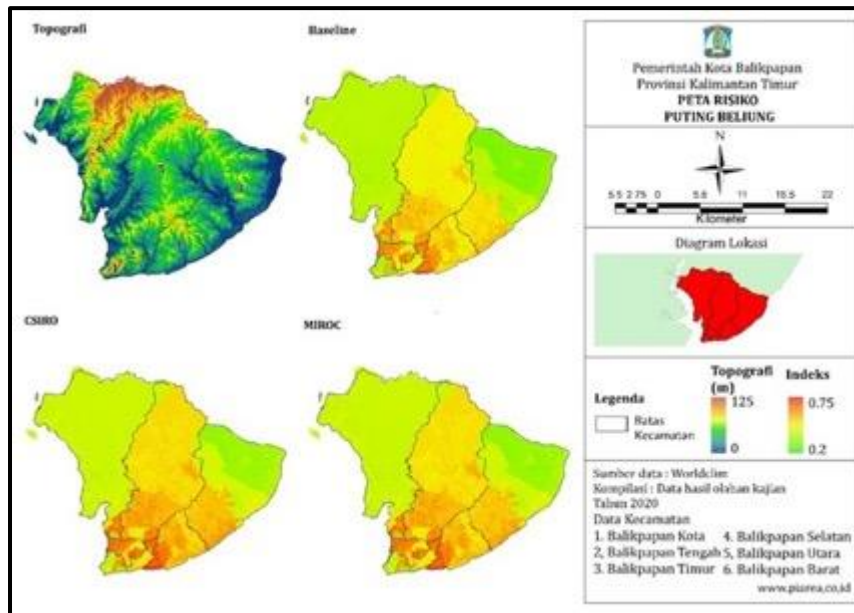 Topografi
Baseline
CSIRO
MIROC
Pemerintah Kota Balikpapan
Provinsi Kalimantan Timur
PETA RISIKO
PUTING BELIUNG
N
5.5 2.75 0 5.6 11 16.5 22
Kilometer
Diagram Lokasi
Legenda
Batas
Kecamatan
Topografi
(m)
125
0
Indeks
0.75
0.2
Sumber data : Worldclim
Kompilasi : Data hasil olahan kajian
Tahun 2020
Data Kecamatan
1. Balikpapan Kota 4. Balikpapan Selatan
2, Balikpapan Tengah 5, Balikpapan Utara
3. Balikpapan Timur 6. Balikpapan Barat
www.piarea.co.id